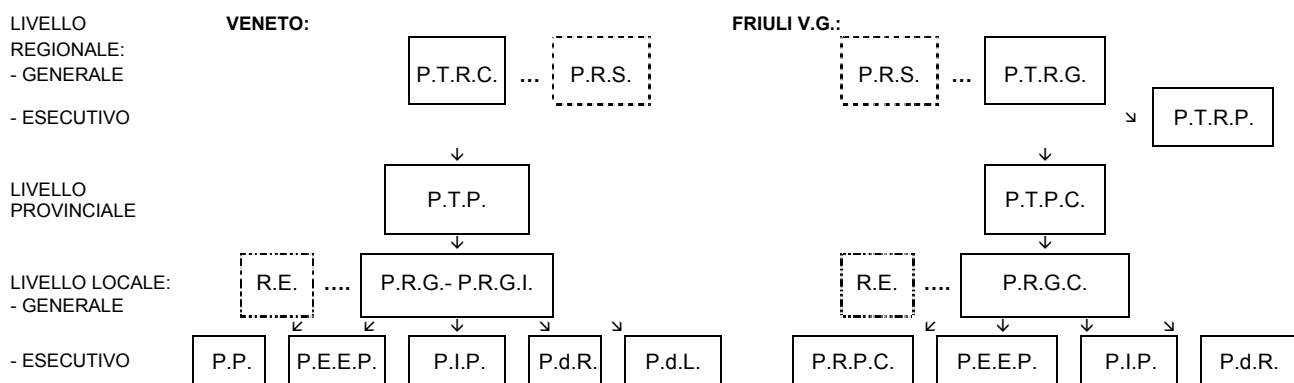 LIVELLO VENETO: FRIULI V.G.:
REGIONALE:
- GENERALE P.T.R.C. ... P.R.S. P.R.S. ... P.T.R.G.
- ESECUTIVO P.T.R.P.
LIVELLO
PROVINCIALE P.T.P. P.T.P.C.
LIVELLO LOCALE: R.E. .... P.R.G.- P.R.G.I. R.E. .... P.R.G.C.
- GENERALE
- ESECUTIVO P.P. P.E.E.P. P.I.P. P.d.R. P.d.L. P.R.P.C. P.E.E.P. P.I.P. P.d.R.